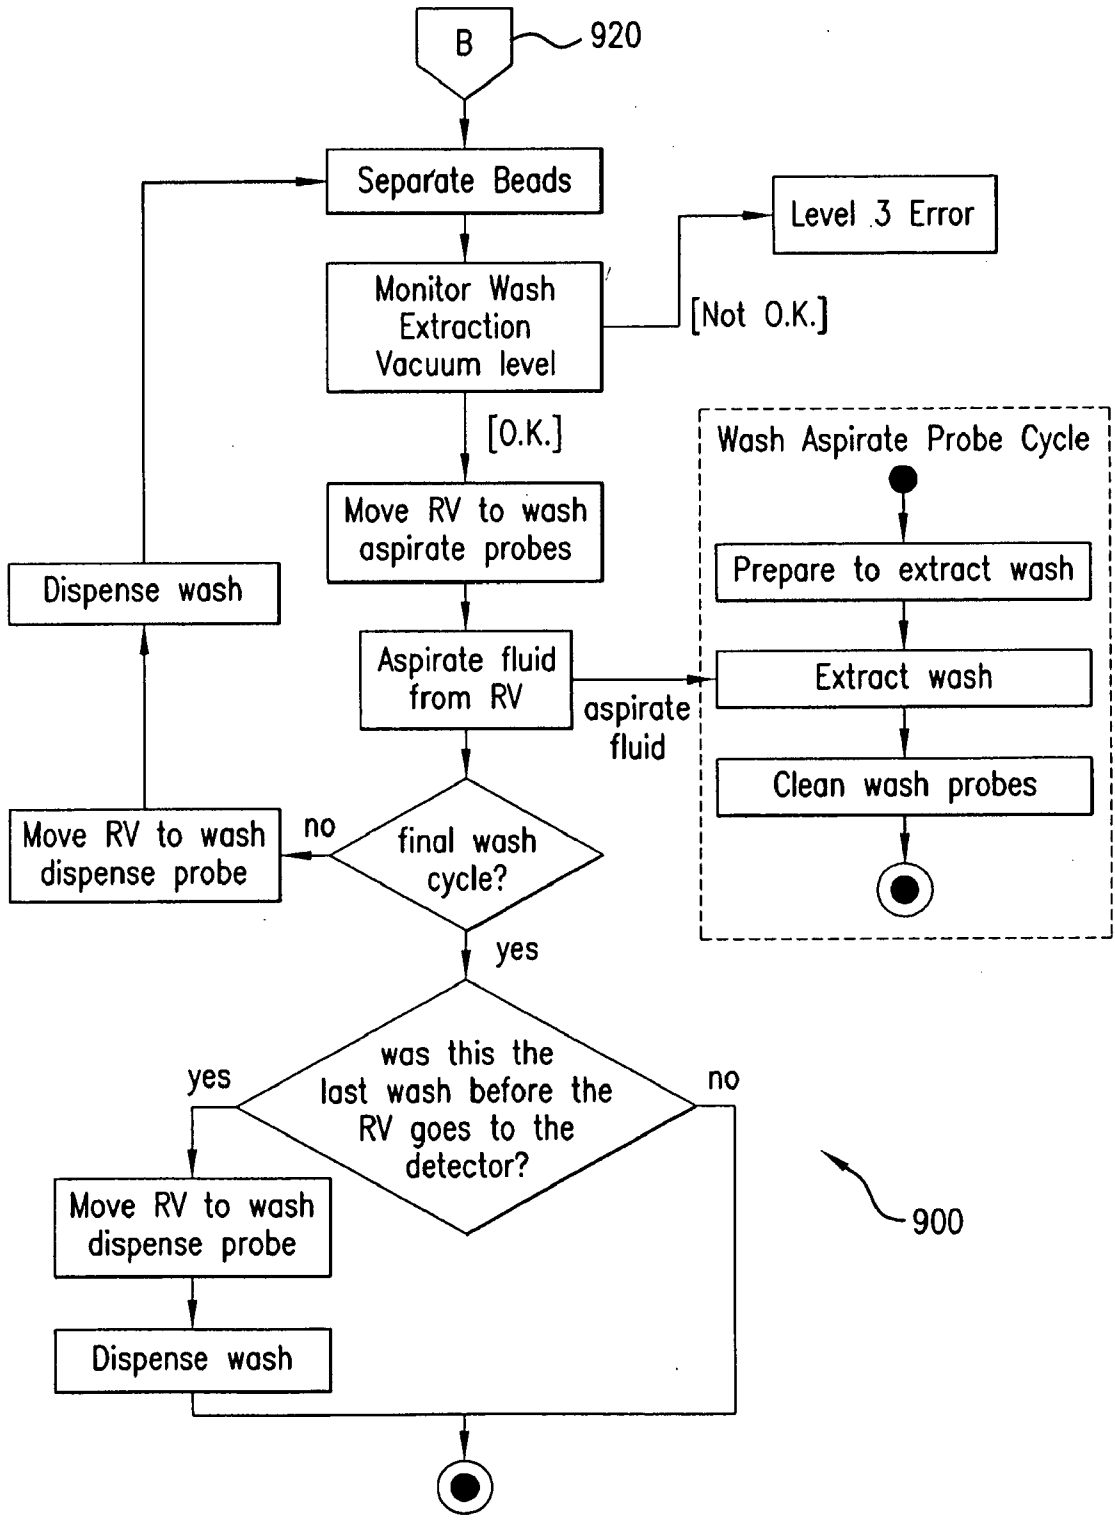 B
920
Separate Beads
Level 3 Error
Monitor Wash
Extraction
Vacuum level
[Not O.K.]
[O.K.]
Wash Aspirate Probe Cycle
Move RV to wash
aspirate probes
Prepare to extract wash
Dispense wash
Aspirate fluid
from RV
aspirate
fluid
Extract wash
Clean wash probes
Move RV to wash
dispense probe
no
final wash
cycle?
yes
was this the
last wash before the
RV goes to the
detector?
yes
no
Move RV to wash
dispense probe
900
Dispense wash